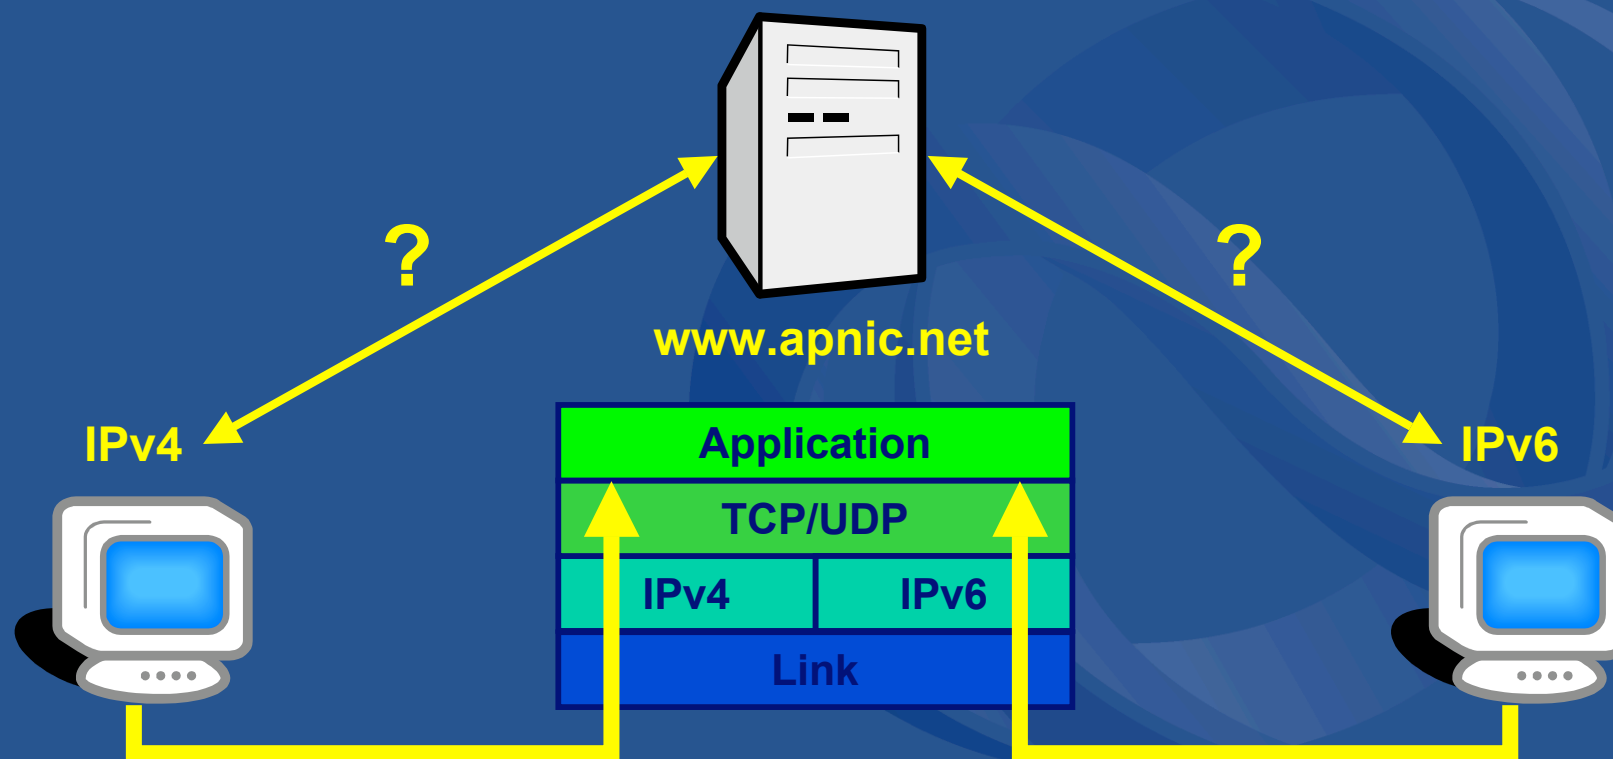 ?
?
www.apnic.net
IPv4
IPv6
Application
TCP/UDP
IPv4
IPv6
Link